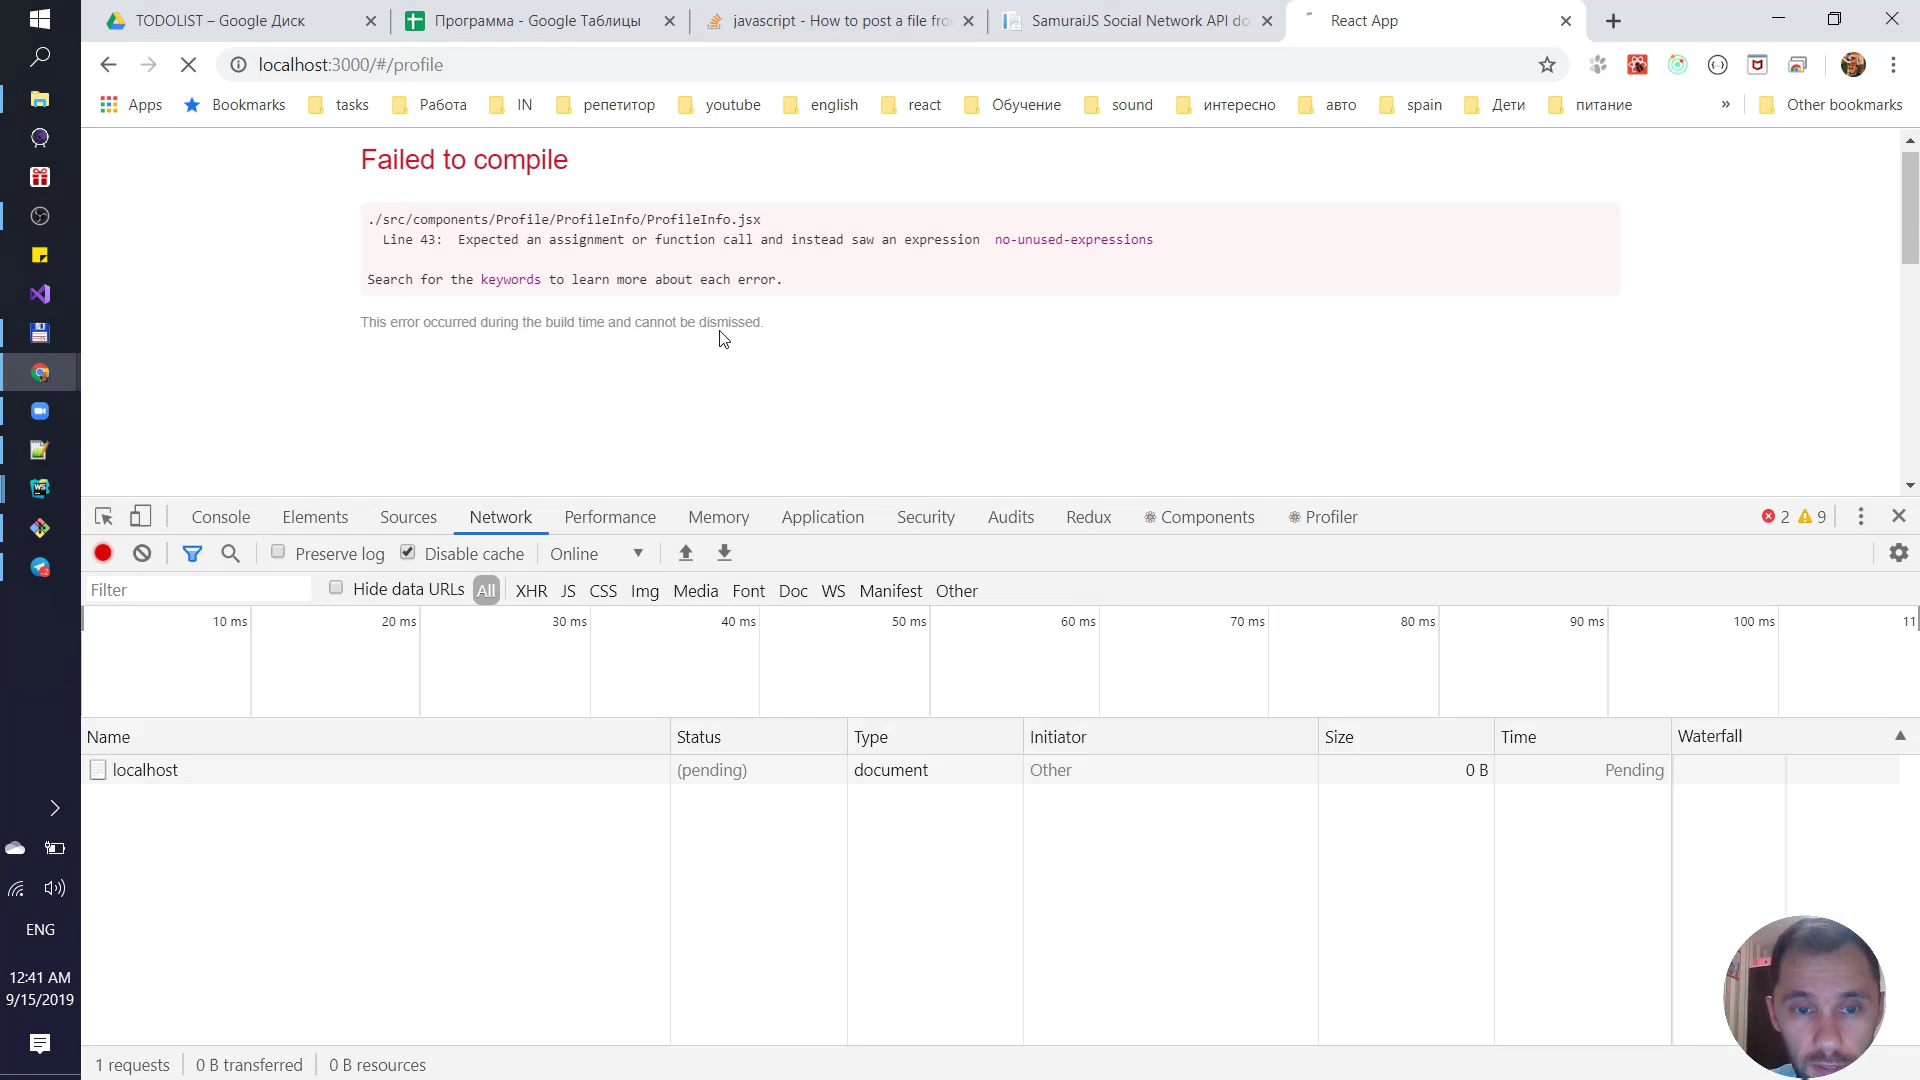 TODOLIST – Google Диск
Программа - Google Таблицы
javascript - How to post a file fro
SamuraiJS Social Network API do
React App
localhost:3000/#/profile
Apps
Bookmarks
tasks
Работа
IN
репетитор
youtube
english
react
Обучение
sound
интересно
авто
spain
Дети
питание
»
Other bookmarks
Failed to compile
./src/components/Profile/ProfileInfo/ProfileInfo.jsx
Line 43: Expected an assignment or function call and instead saw an expression no-unused-expressions
Search for the keywords to learn more about each error.
This error occurred during the build time and cannot be dismissed.
Console
Elements
Sources
Network
Performance
Memory
Application
Security
Audits
Redux
Components
Profiler
2
9
Preserve log
Disable cache
Online
Filter
Hide data URLs
All
XHR
JS
CSS
Img
Media
Font
Doc
WS
Manifest
Other
10 ms
20 ms
30 ms
40 ms
50 ms
60 ms
70 ms
80 ms
90 ms
100 ms
11
Name
Status
Type
Initiator
Size
Time
Waterfall
localhost
(pending)
document
Other
0 B
Pending
1 requests
0 B transferred
0 B resources
WS
ENG
12:41 AM
9/15/2019